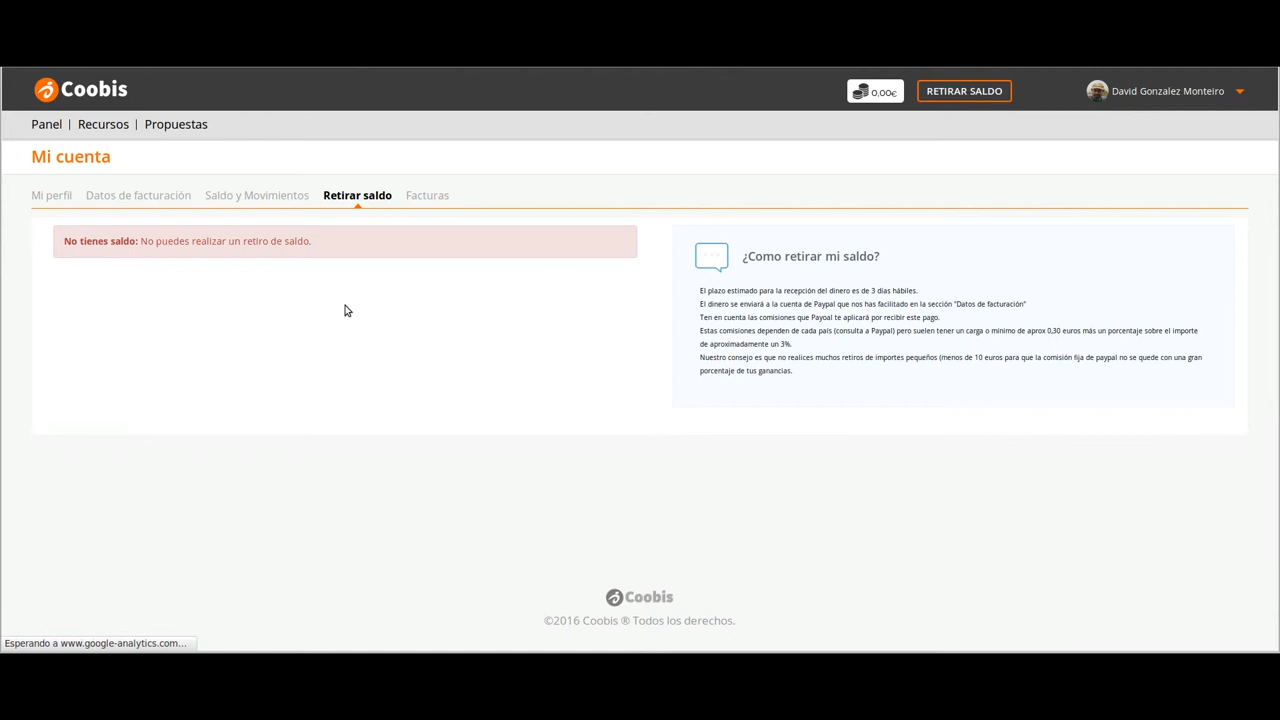 Coobis
0,00€
RETIRAR SALDO
David Gonzalez Monteiro
Panel | Recursos | Propuestas
Mi cuenta
Mi perfil Datos de facturación Saldo y Movimientos Retirar saldo Facturas
No tienes saldo: No puedes realizar un retiro de saldo.
¿Como retirar mi saldo?
El plazo estimado para la recepción del dinero es de 3 días hábiles.
El dinero se enviará a la cuenta de Paypal que nos has facilitado en la sección "Datos de facturación"
Ten en cuenta las comisiones que Payoal te aplicará por recibir este pago.
Estas comisiones dependen de cada país (consulta a Paypal) pero suelen tener un carga o mínimo de aprox 0,30 euros más un porcentaje sobre el importe
de aproximadamente un 3%.
Nuestro consejo es que no realices muchos retiros de importes pequeños (menos de 10 euros para que la comisión fija de paypal no se quede con una gran
porcentaje de tus ganancias.
Coobis
©2016 Coobis ® Todos los derechos.
Esperando a www.google-analytics.com...